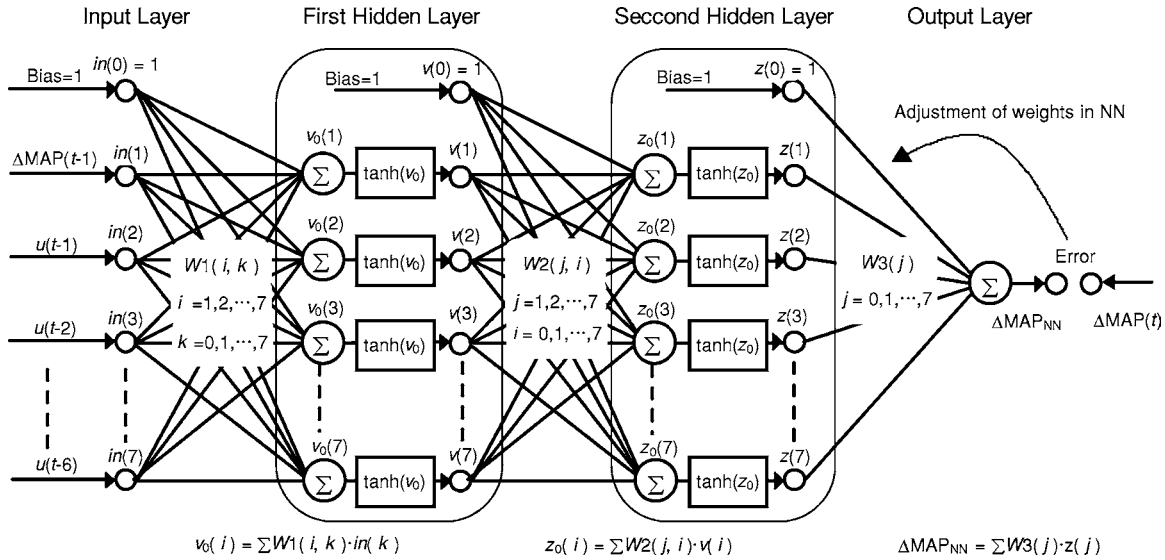 Input Layer
First Hidden Layer
Seccond Hidden Layer
Output Layer
Bias=1
in(0) = 1
Bias=1
v(0) = 1
Bias=1
z(0) = 1
Adjustment of weights in NN
ΔMAP(t-1)
in(1)
v₀(1)
Σ
tanh(v₀)
v(1)
z₀(1)
Σ
tanh(z₀)
z(1)
u(t-1)
in(2)
v₀(2)
Σ
tanh(v₀)
v(2)
z₀(2)
Σ
tanh(z₀)
z(2)
W1(i, k)
i =1,2,···,7
k =0,1,···,7
W2(j, i)
j=1,2,···,7
i = 0,1,···,7
W3(j)
j = 0,1,···,7
Error
Σ
ΔMAP_NN
ΔMAP(t)
u(t-2)
in(3)
v₀(3)
Σ
tanh(v₀)
v(3)
z₀(3)
Σ
tanh(z₀)
z(3)
u(t-6)
in(7)
v₀(7)
Σ
tanh(v₀)
v(7)
z₀(7)
Σ
tanh(z₀)
z(7)
v₀(i) = ΣW1(i, k)·in(k)
z₀(i) = ΣW2(j, i)·v(i)
ΔMAP_NN = ΣW3(j)·z(j)